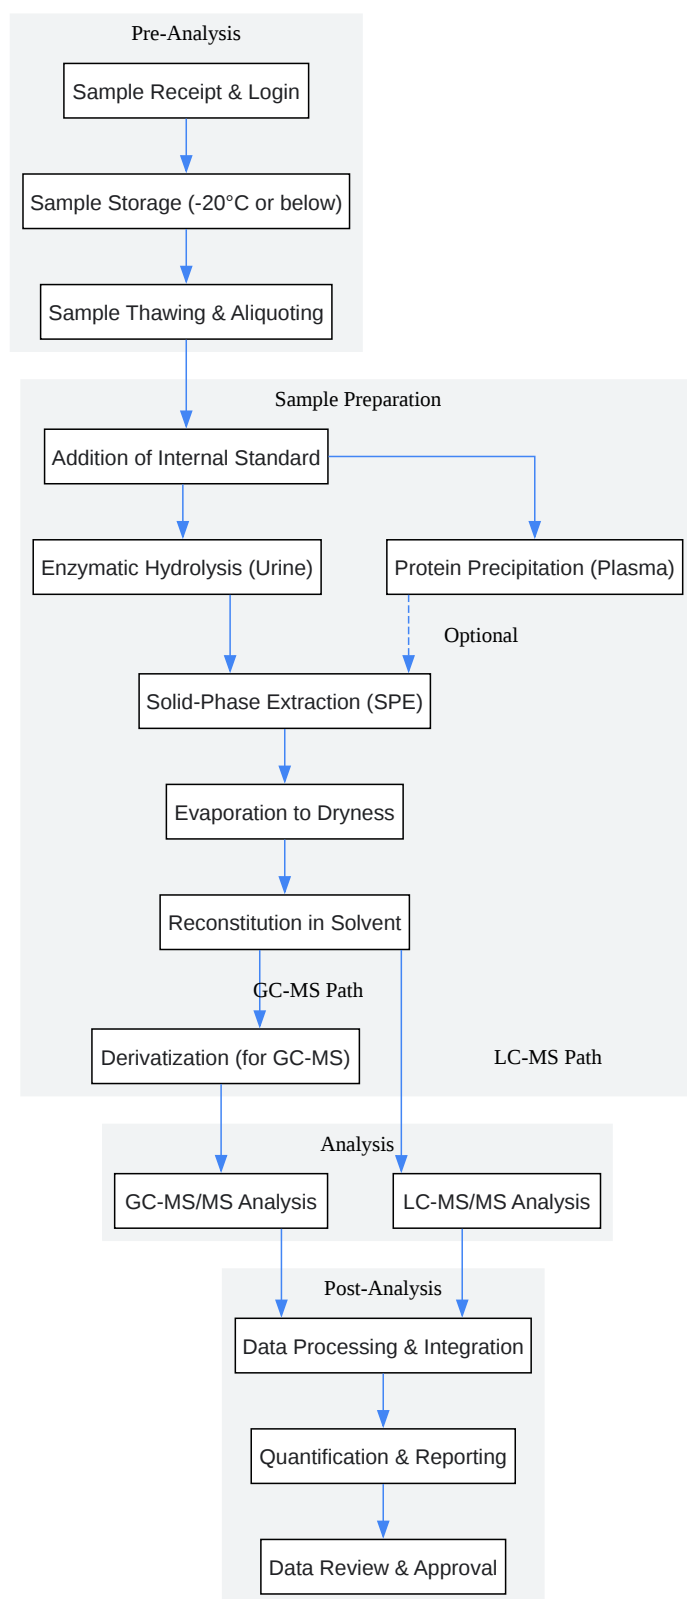 Pre-Analysis
Sample Receipt & Login
Sample Storage (-20°C or below)
Sample Thawing & Aliquoting
Sample Preparation
Addition of Internal Standard
Enzymatic Hydrolysis (Urine)
Protein Precipitation (Plasma)
Optional
Solid-Phase Extraction (SPE)
Evaporation to Dryness
Reconstitution in Solvent
GC-MS Path
Derivatization (for GC-MS)
LC-MS Path
Analysis
GC-MS/MS Analysis
LC-MS/MS Analysis
Post-Analysis
Data Processing & Integration
Quantification & Reporting
Data Review & Approval